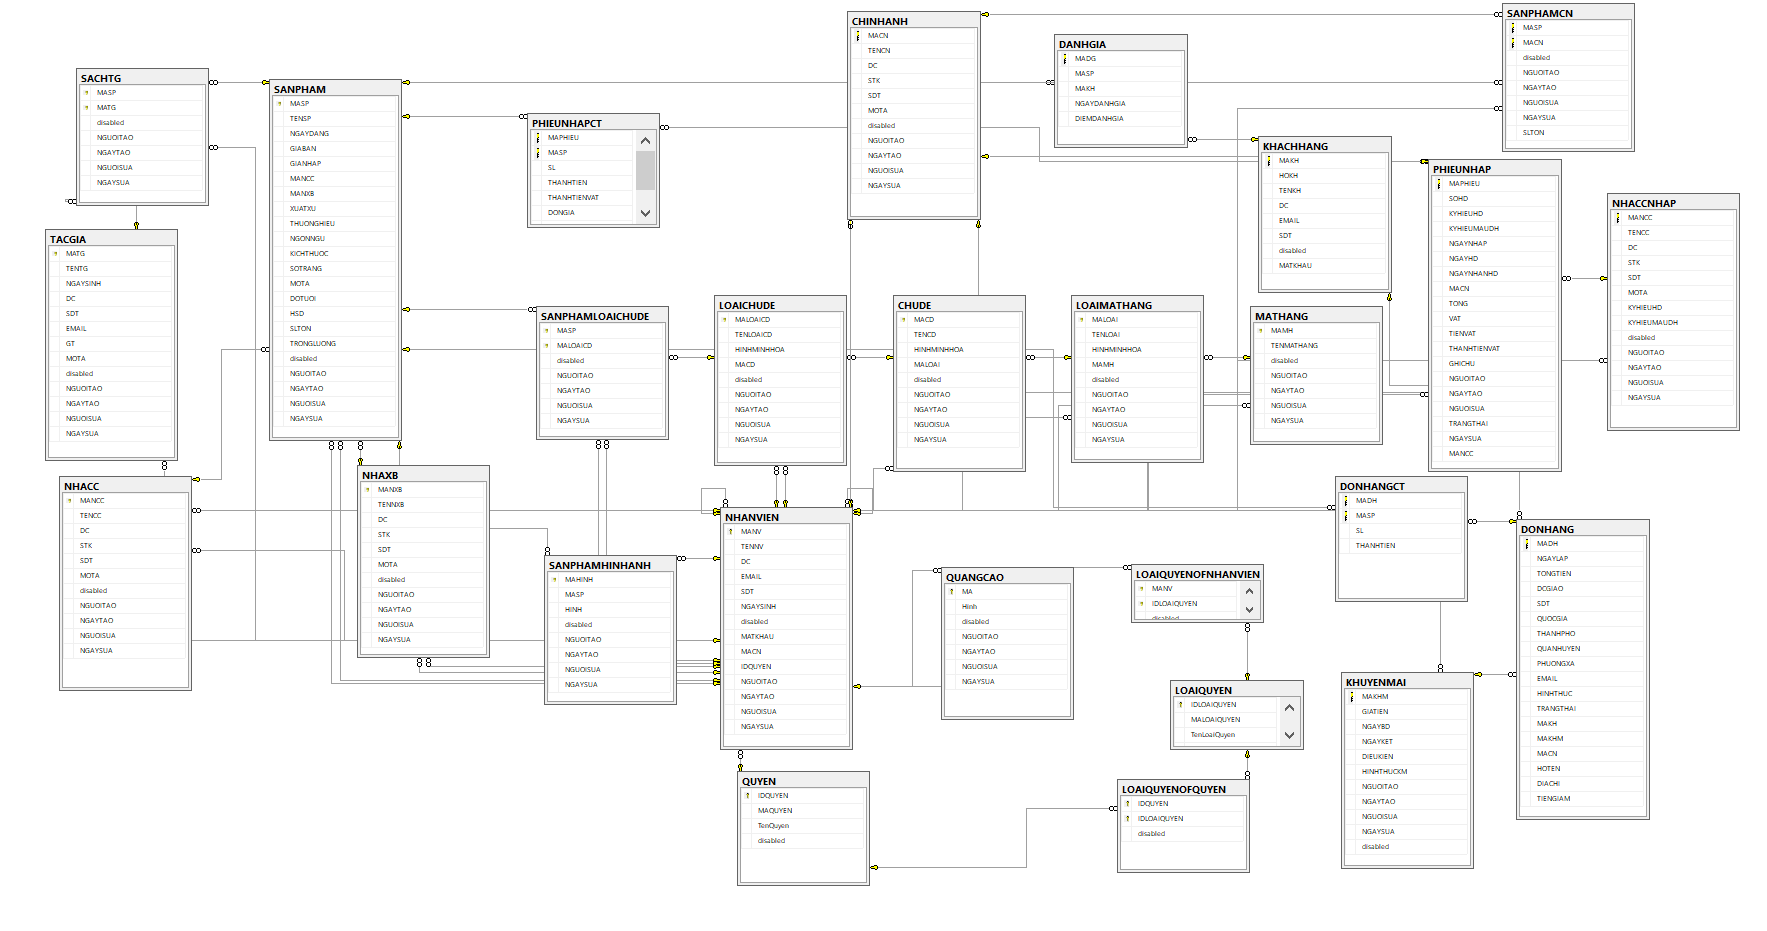 SACHTG
MASP
MATG
disabled
NGUOITAO
NGAYTAO
NGUOISUA
NGAYSUA
TACGIA
MATG
TENTG
NGAYSINH
DC
SDT
EMAIL
GT
MOTA
disabled
NGUOITAO
NGAYTAO
NGUOISUA
NGAYSUA
NHACC
MANCC
TENCC
DC
STK
SDT
MOTA
disabled
NGUOITAO
NGAYTAO
NGUOISUA
NGAYSUA
SANPHAM
MASP
TENSP
NGAYDANG
GIABAN
GIANHAP
MANCC
MANXB
XUATXU
THUONGHIEU
NGONNGU
KICHTHUOC
SOTRANG
MOTA
DOTUOI
HSD
SLTON
TRONGLUONG
disabled
NGUOITAO
NGAYTAO
NGUOISUA
NGAYSUA
NHAXB
MANXB
TENNXB
DC
STK
SDT
MOTA
disabled
NGUOITAO
NGAYTAO
NGUOISUA
NGAYSUA
PHIEUNHAPCT
MAPHIEU
MASP
SL
THANHTIEN
THANHTIENVAT
DONGIA
SANPHAMLOAICHUDE
MASP
MALOAICD
disabled
NGUOITAO
NGAYTAO
NGUOISUA
NGAYSUA
SANPHAMHINHANH
MAHINH
MASP
HINH
disabled
NGUOITAO
NGAYTAO
NGUOISUA
NGAYSUA
LOAICHUDE
MALOAICD
TENLOAICD
HINHMINHHOA
MACD
disabled
NGUOITAO
NGAYTAO
NGUOISUA
NGAYSUA
NHANVIEN
MANV
TENNV
DC
EMAIL
SDT
NGAYSINH
disabled
MATKHAU
MACN
IDQUYEN
NGUOITAO
NGAYTAO
NGUOISUA
NGAYSUA
QUYEN
IDQUYEN
MAQUYEN
TenQuyen
disabled
CHINHANH
MACN
TENCN
DC
STK
SDT
MOTA
disabled
NGUOITAO
NGAYTAO
NGUOISUA
NGAYSUA
CHUDE
MACD
TENCD
HINHMINHHOA
MALOAI
disabled
NGUOITAO
NGAYTAO
NGUOISUA
NGAYSUA
QUANGCAO
MA
Hinh
disabled
NGUOITAO
NGAYTAO
NGUOISUA
NGAYSUA
DANHGIA
MADG
MASP
MAKH
NGAYDANHGIA
DIEMDANHGIA
LOAIMATHANG
MALOAI
TENLOAI
HINHMINHHOA
MAMH
disabled
NGUOITAO
NGAYTAO
NGUOISUA
NGAYSUA
LOAIQUYENOFNHANVIEN
MANV
IDLOAIQUYEN
disabled
LOAIQUYEN
IDLOAIQUYEN
MALOAIQUYEN
TenLoaiQuyen
LOAIQUYENOFQUYEN
IDQUYEN
IDLOAIQUYEN
disabled
KHACHHANG
MAKH
HOKH
TENKH
DC
EMAIL
SDT
disabled
MATKHAU
MATHANG
MAMH
TENMATHANG
disabled
NGUOITAO
NGAYTAO
NGUOISUA
NGAYSUA
DONHANGCT
MADH
MASP
SL
THANHTIEN
KHUYENMAI
MAKHM
GIATIEN
NGAYBD
NGAYKET
DIEUKIEN
HINHTHUCKM
NGUOITAO
NGAYTAO
NGUOISUA
NGAYSUA
disabled
SANPHAMCN
MASP
MACN
disabled
NGUOITAO
NGAYTAO
NGUOISUA
NGAYSUA
SLTON
PHIEUNHAP
MAPHIEU
SOHD
KYHIEUHD
KYHIEUMAUDH
NGAYNHAP
NGAYHD
NGAYNHANHD
MACN
TONG
VAT
TIENVAT
THANHTIENVAT
GHICHU
NGUOITAO
NGAYTAO
NGUOISUA
TRANGTHAI
NGAYSUA
MANCC
NHACCNHAP
MANCC
TENCC
DC
STK
SDT
MOTA
KYHIEUHD
KYHIEUMAUDH
disabled
NGUOITAO
NGAYTAO
NGUOISUA
NGAYSUA
DONHANG
MADH
NGAYLAP
TONGTIEN
DCGIAO
SDT
QUOCGIA
THANHPHO
QUANHUYEN
PHUONGXA
EMAIL
HINHTHUC
TRANGTHAI
MAKH
MAKHM
MACN
HOTEN
DIACHI
TIENGIAM